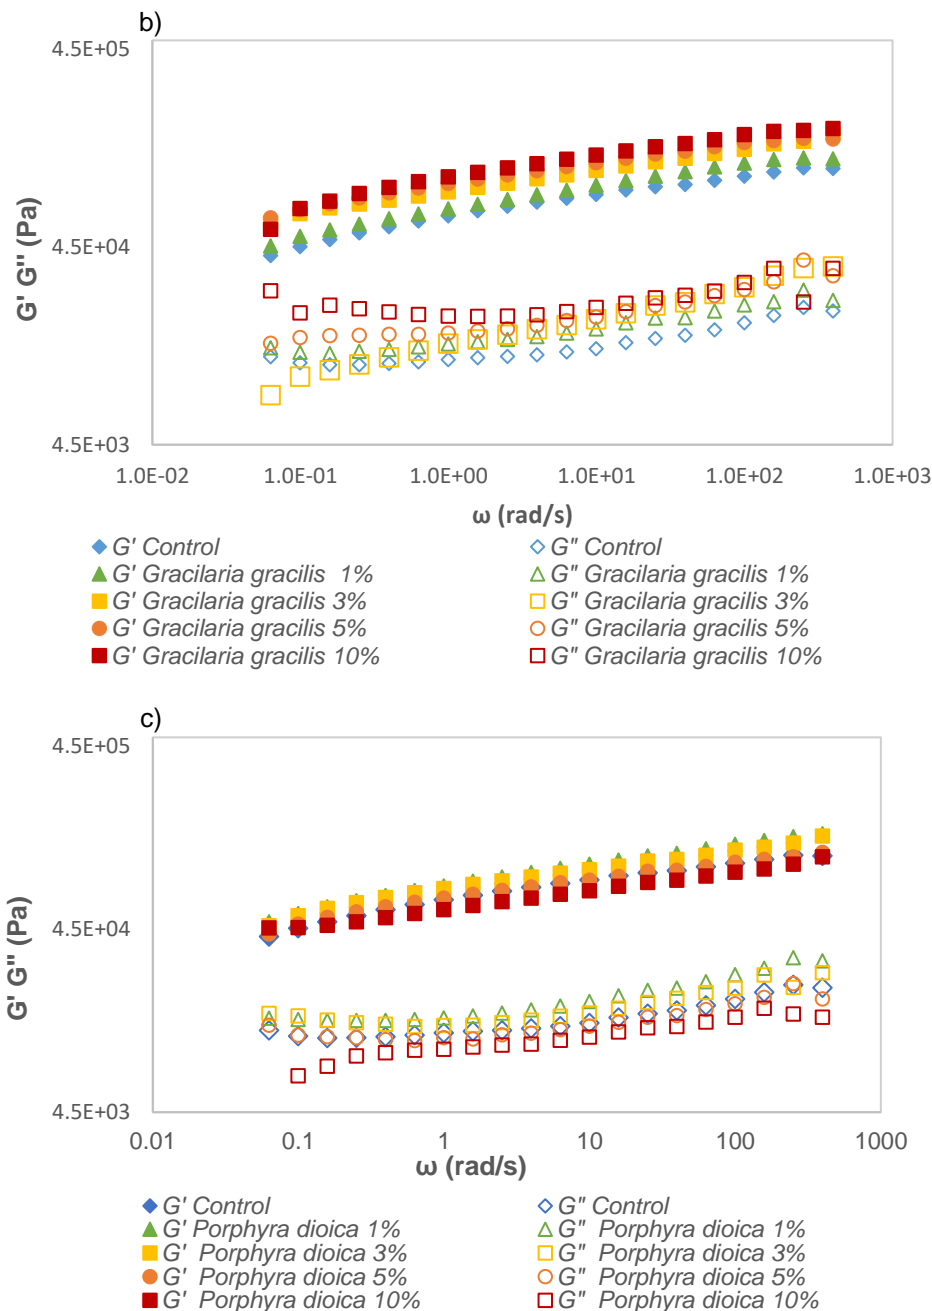 b)
4.5E+05
4.5E+04
4.5E+03
G' G" (Pa)
1.0E-02 1.0E-01 1.0E+00 1.0E+01 1.0E+02 1.0E+03
ω (rad/s)
G' Control G" Control
G' Gracilaria gracilis 1% G" Gracilaria gracilis 1%
G' Gracilaria gracilis 3% G" Gracilaria gracilis 3%
G' Gracilaria gracilis 5% G" Gracilaria gracilis 5%
G' Gracilaria gracilis 10% G" Gracilaria gracilis 10%
c)
4.5E+05
4.5E+04
4.5E+03
G' G" (Pa)
0.01 0.1 1 10 100 1000
ω (rad/s)
G' Control G" Control
G' Porphyra dioica 1% G" Porphyra dioica 1%
G' Porphyra dioica 3% G" Porphyra dioica 3%
G' Porphyra dioica 5% G" Porphyra dioica 5%
G' Porphyra dioica 10% G" Porphyra dioica 10%